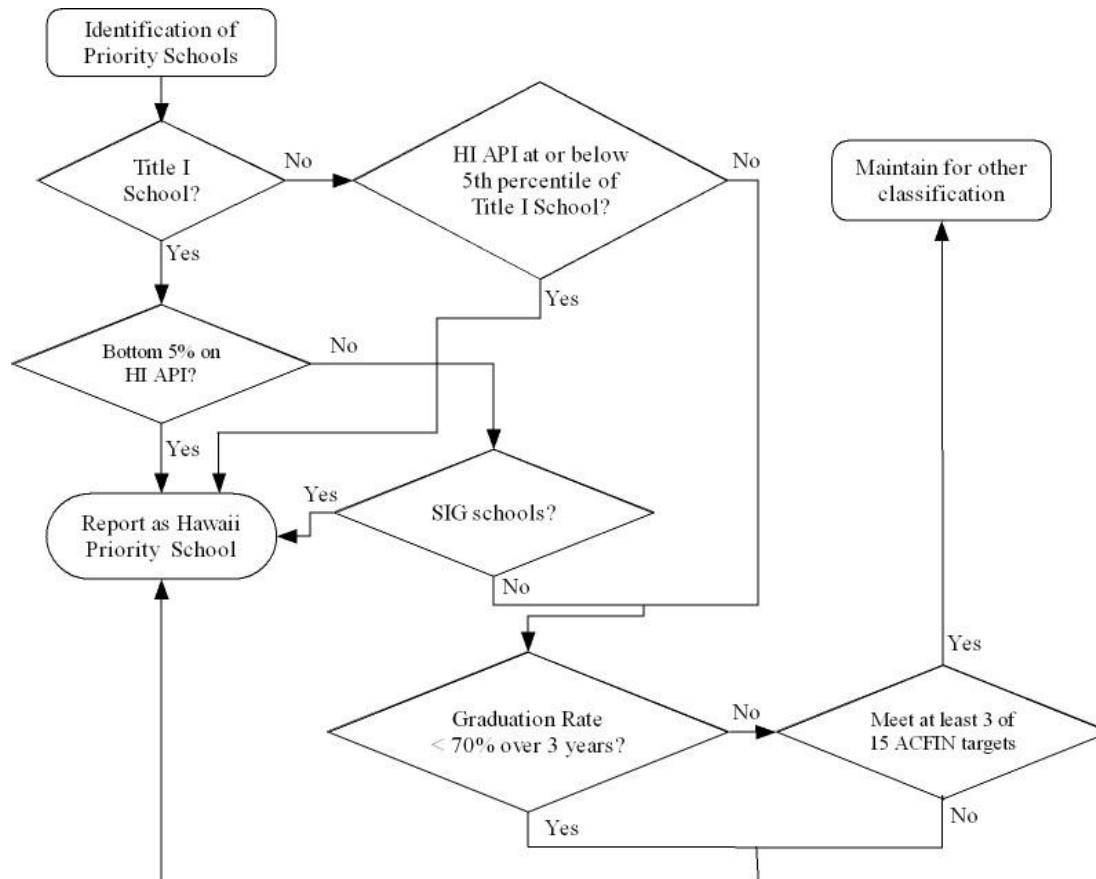 Identification of
Priority Schools
Title I
School?
No
HI API at or below
5th percentile of
Title I School?
No
Maintain for other
classification
Yes
Yes
Bottom 5% on
HI API?
No
Yes
SIG schools?
Yes
Report as Hawaii
Priority School
No
Graduation Rate
< 70% over 3 years?
No
Yes
Meet at least 3 of
15 ACFIN targets
Yes
No